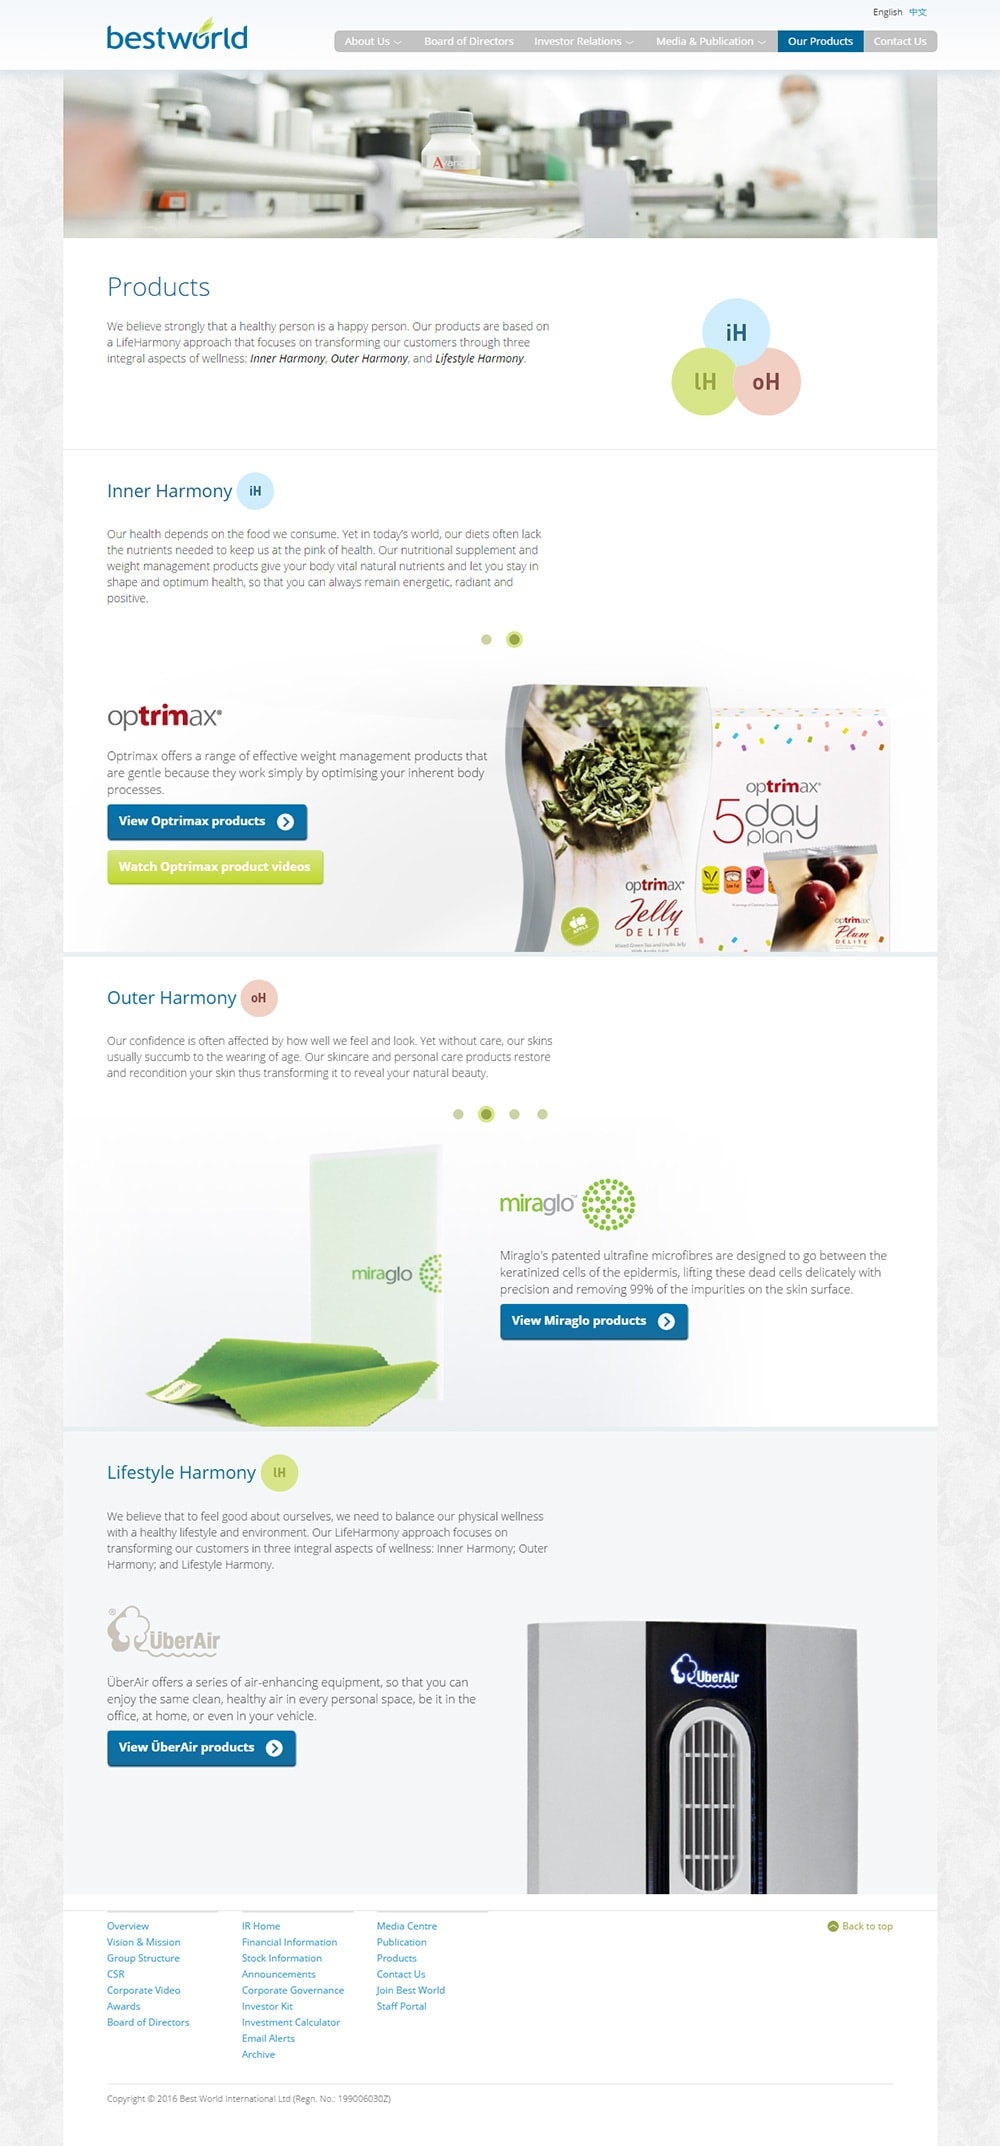 English 中文
bestworld
About Us Board of Directors Investor Relations Media & Publication Our Products Contact Us
Avance
Products
We believe strongly that a healthy person is a happy person. Our products are based on
a LifeHarmony approach that focuses on transforming our customers through three
integral aspects of wellness: Inner Harmony, Outer Harmony, and Lifestyle Harmony.
iH
lH oH
Inner Harmony iH
Our health depends on the food we consume. Yet in today's world, our diets often lack
the nutrients needed to keep us at the pink of health. Our nutritional supplement and
weight management products give your body vital natural nutrients and let you stay in
shape and optimum health, so that you can always remain energetic, radiant and
positive.
optrimax®
Optrimax offers a range of effective weight management products that
are gentle because they work simply by optimising your inherent body
processes.
View Optrimax products
Watch Optrimax product videos
optrimax®
5 day
plan
optrimax®
Jelly
DELITE
APPLE
optrimax®
Plum
DELITE
Outer Harmony oH
Our confidence is often affected by how well we feel and look. Yet without care, our skins
usually succumb to the wearing of age. Our skincare and personal care products restore
and recondition your skin thus transforming it to reveal your natural beauty.
miraglo
miraglo
miraglo™
Miraglo's patented ultrafine microfibres are designed to go between the
keratinized cells of the epidermis, lifting these dead cells delicately with
precision and removing 99% of the impurities on the skin surface.
View Miraglo products
Lifestyle Harmony lH
We believe that to feel good about ourselves, we need to balance our physical wellness
with a healthy lifestyle and environment. Our LifeHarmony approach focuses on
transforming our customers in three integral aspects of wellness: Inner Harmony; Outer
Harmony; and Lifestyle Harmony.
® ÜberAir
ÜberAir offers a series of air-enhancing equipment, so that you can
enjoy the same clean, healthy air in every personal space, be it in the
office, at home, or even in your vehicle.
View ÜberAir products
ÜberAir
Overview
Vision & Mission
Group Structure
CSR
Corporate Video
Awards
Board of Directors
IR Home
Financial Information
Stock Information
Announcements
Corporate Governance
Investor Kit
Investment Calculator
Email Alerts
Archive
Media Centre
Publication
Products
Contact Us
Join Best World
Staff Portal
Back to top
Copyright © 2016 Best World International Ltd (Regn. No.: 199006030Z)